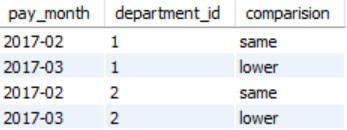 pay_month department_id comparision
2017-02 1 same
2017-03 1 lower
2017-02 2 same
2017-03 2 lower